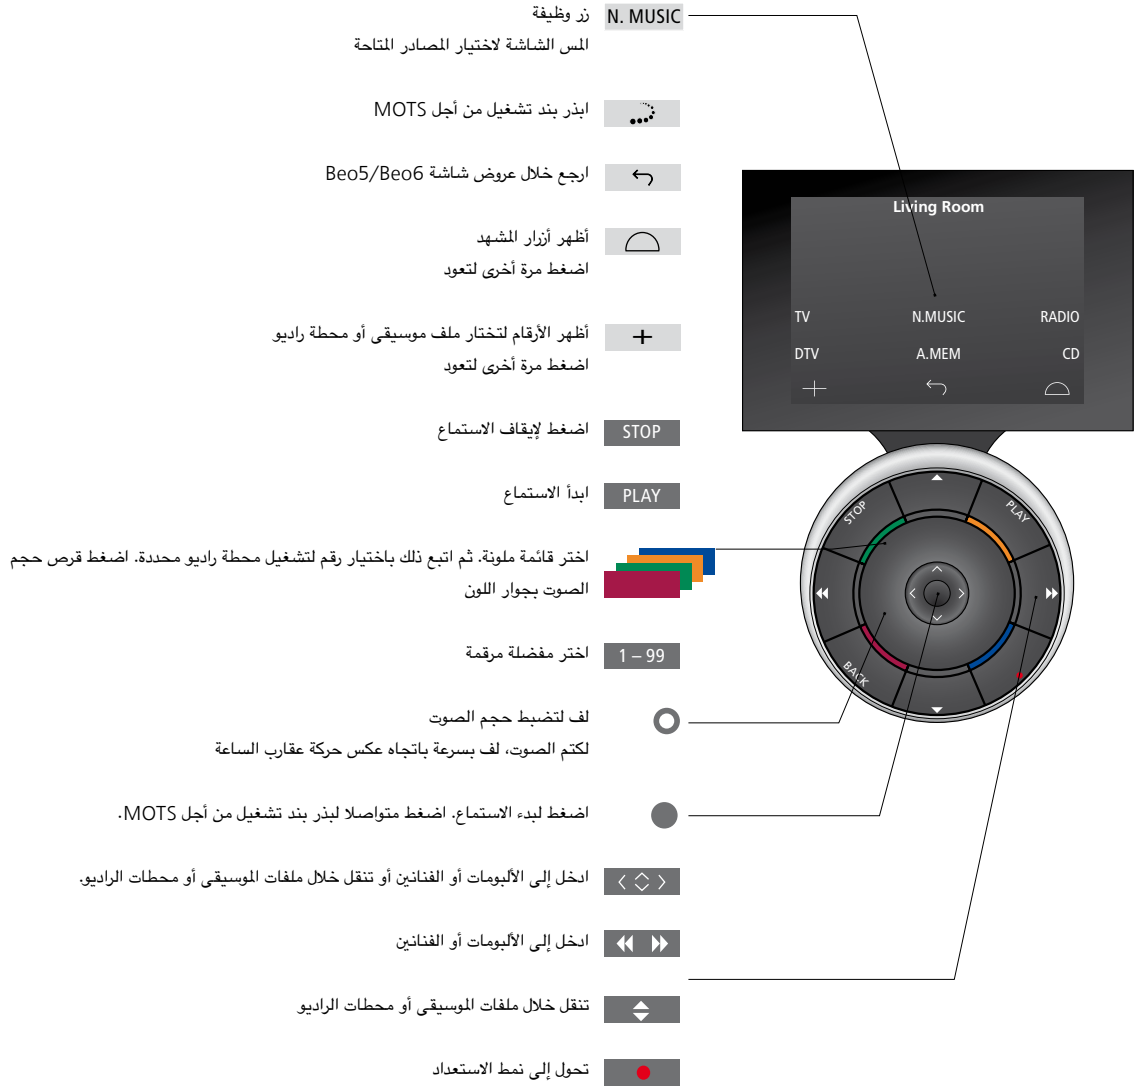 زر وظيفة N. MUSIC
المس الشاشة لاختيار المصادر المتاحة
ابذر بند تشغيل من أجل MOTS
ارجع خلال عروض شاشة Beo5/Beo6
أظهر أزرار المشهد
اضغط مرة أخرى لتعود
أظهر الأرقام لتختار ملف موسيقى أو محطة راديو
اضغط مرة أخرى لتعود
اضغط لإيقاف الاستماع STOP
ابدأ الاستماع PLAY
اختر قائمة ملونة. ثم اتبع ذلك باختيار رقم لتشغيل محطة راديو محددة. اضغط قرص حجم
الصوت بجوار اللون
اختر مفضلة مرقمة 1 – 99
لف لتضبط حجم الصوت
لكتم الصوت، لف بسرعة باتجاه عكس حركة عقارب الساعة
اضغط لبدء الاستماع. اضغط متواصلا لبذر بند تشغيل من أجل MOTS.
ادخل إلى الألبومات أو الفنانين أو تنقل خلال ملفات الموسيقى أو محطات الراديو.
ادخل إلى الألبومات أو الفنانين
تنقل خلال ملفات الموسيقى أو محطات الراديو
تحول إلى نمط الاستعداد
Living Room
TV N.MUSIC RADIO
DTV A.MEM CD
STOP PLAY
BACK